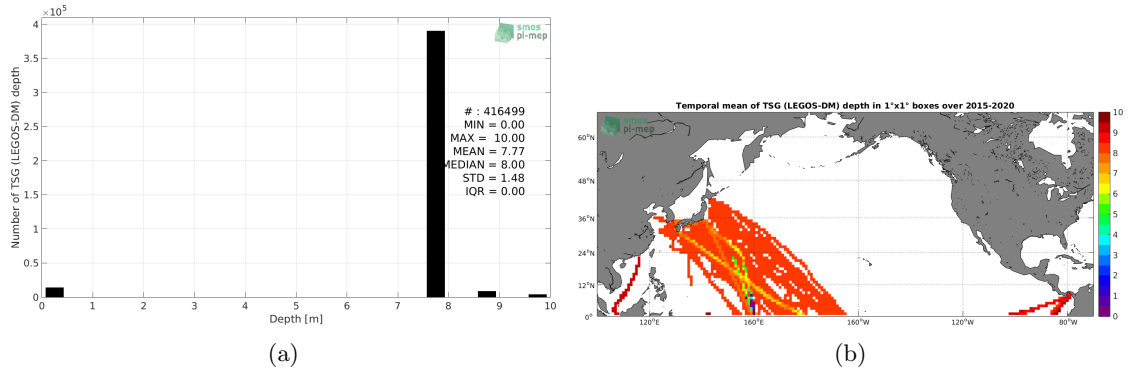 ×10⁵
4
3.5
3
2.5
2
1.5
1
0.5
0
Number of TSG (LEGOS-DM) depth
smos
pi-mep
# : 416499
MIN = 0.00
MAX = 10.00
MEAN = 7.77
MEDIAN = 8.00
STD = 1.48
IQR = 0.00
0 1 2 3 4 5 6 7 8 9 10
Depth [m]
(a)
Temporal mean of TSG (LEGOS-DM) depth in 1°x1° boxes over 2015-2020
smos
pi-mep
60°N
48°N
36°N
24°N
12°N
0°
120°E 160°E 160°W 120°W 80°W
10
9
8
7
6
5
4
3
2
1
0
(b)